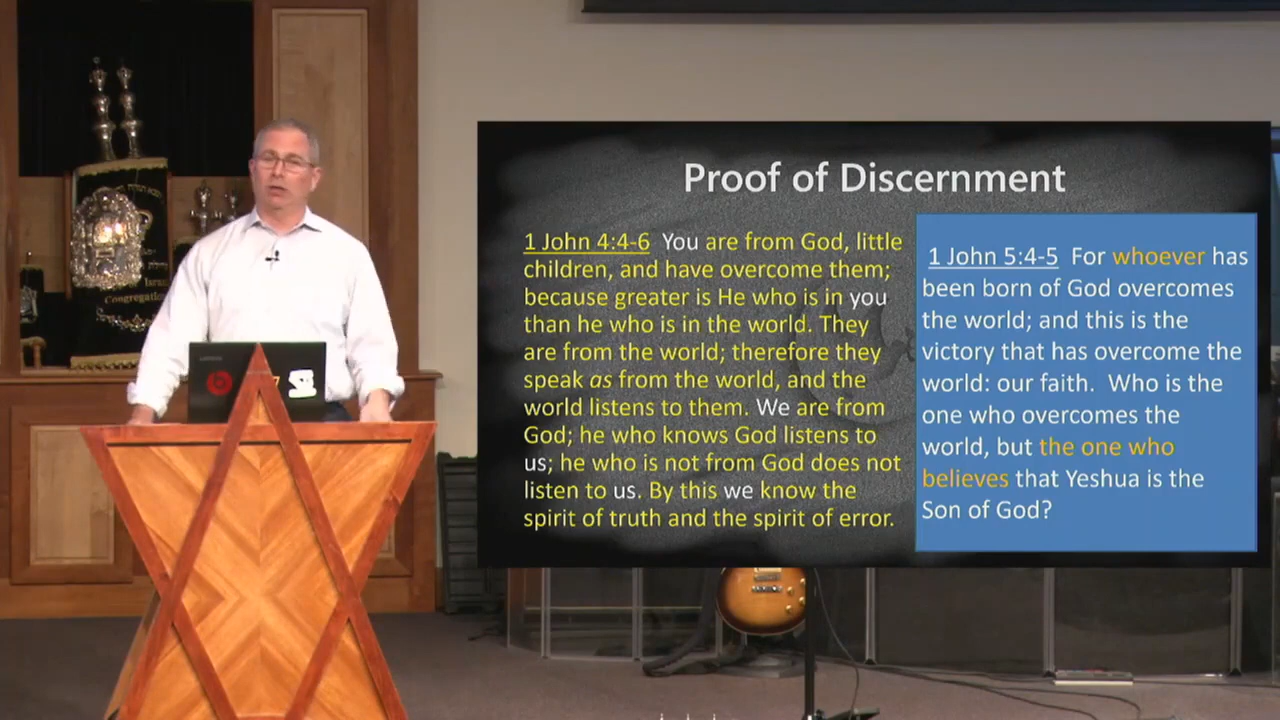 Proof of Discernment
1 John 4:4-6 You are from God, little
children, and have overcome them;
because greater is He who is in you
than he who is in the world. They
are from the world; therefore they
speak as from the world, and the
world listens to them. We are from
God; he who knows God listens to
us; he who is not from God does not
listen to us. By this we know the
spirit of truth and the spirit of error.
1 John 5:4-5 For whoever has
been born of God overcomes
the world; and this is the
victory that has overcome the
world: our faith. Who is the
one who overcomes the
world, but the one who
believes that Yeshua is the
Son of God?
of Israel
Congregation